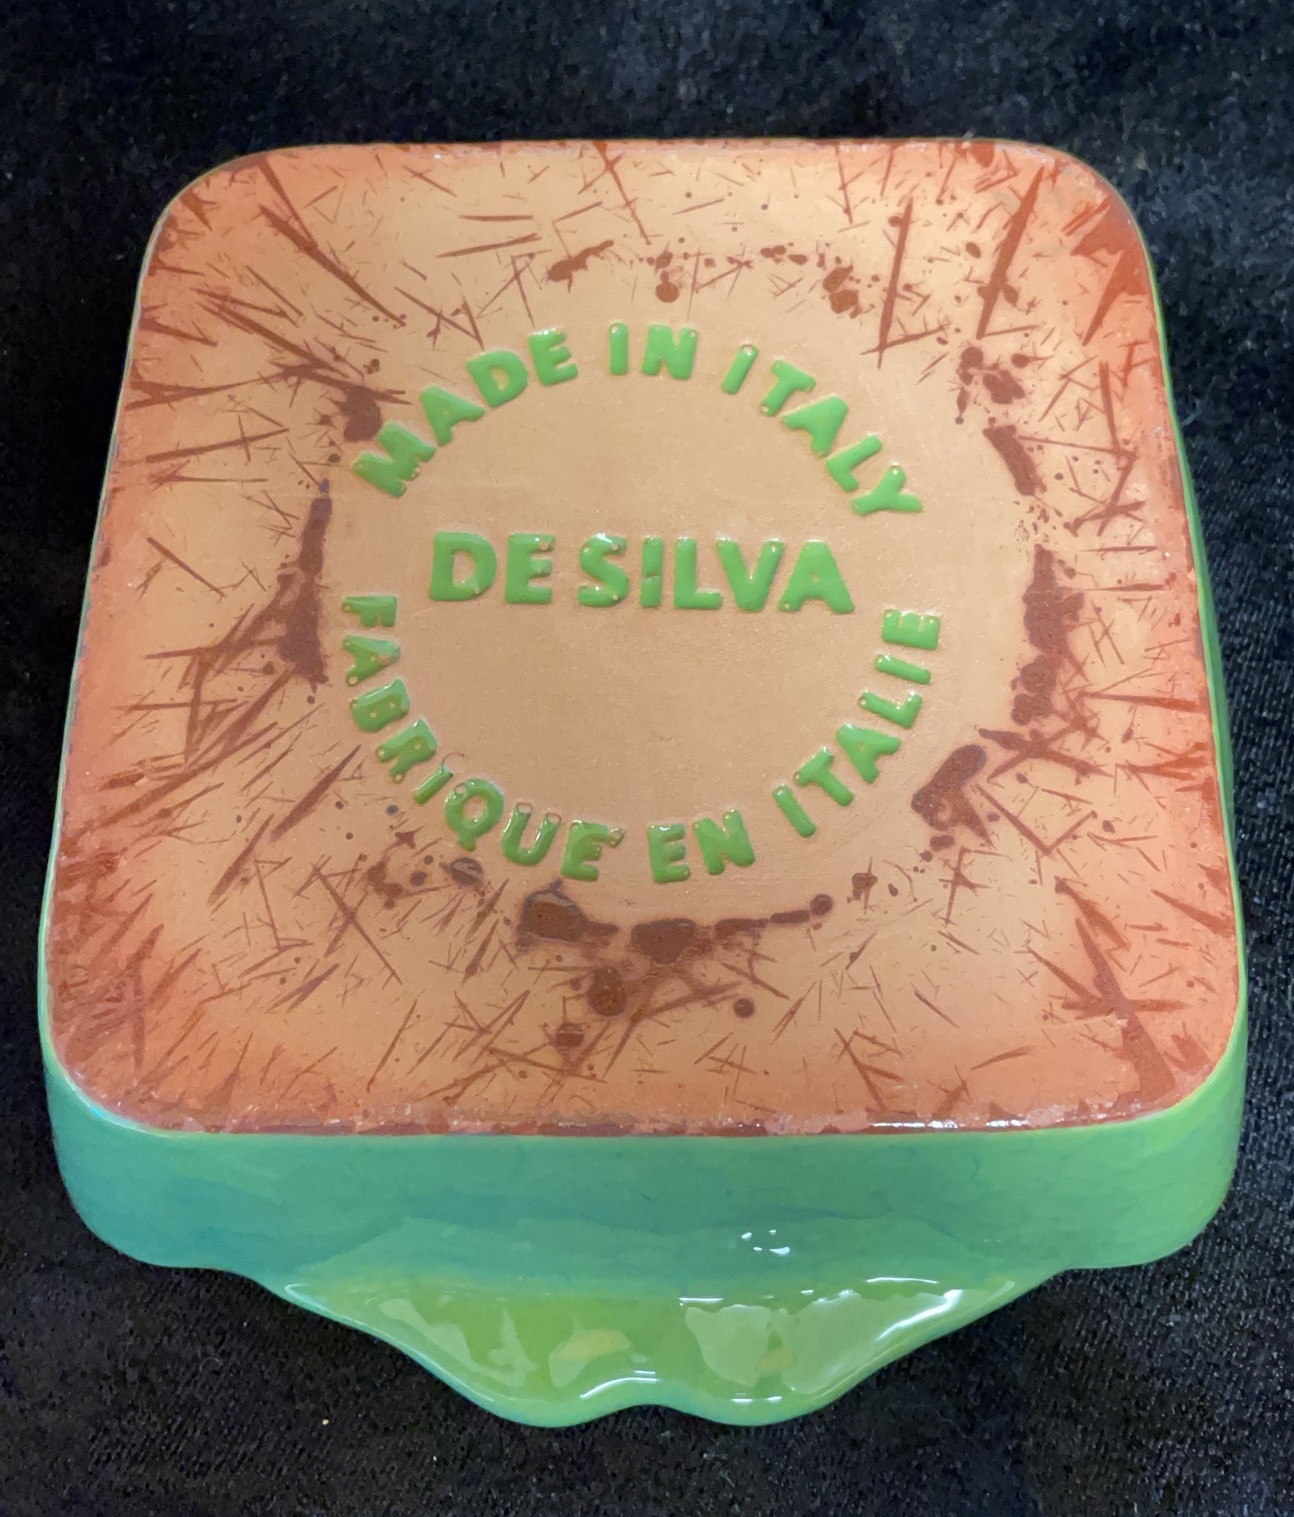 MADE IN ITALY
DE SILVA
FABRIQUE EN ITALIE